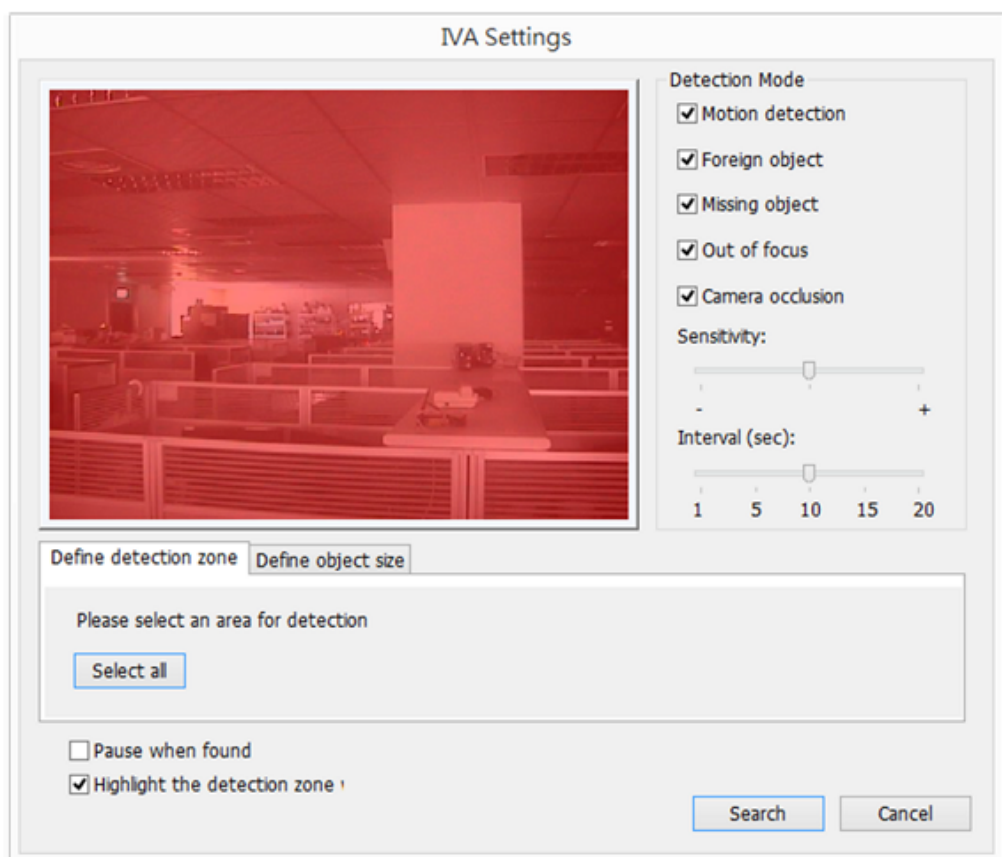 IVA Settings
Detection Mode
Motion detection
Foreign object
Missing object
Out of focus
Camera occlusion
Sensitivity:
- +
Interval (sec):
1 5 10 15 20
Define detection zone Define object size
Please select an area for detection
Select all
Pause when found
Highlight the detection zone
Search Cancel